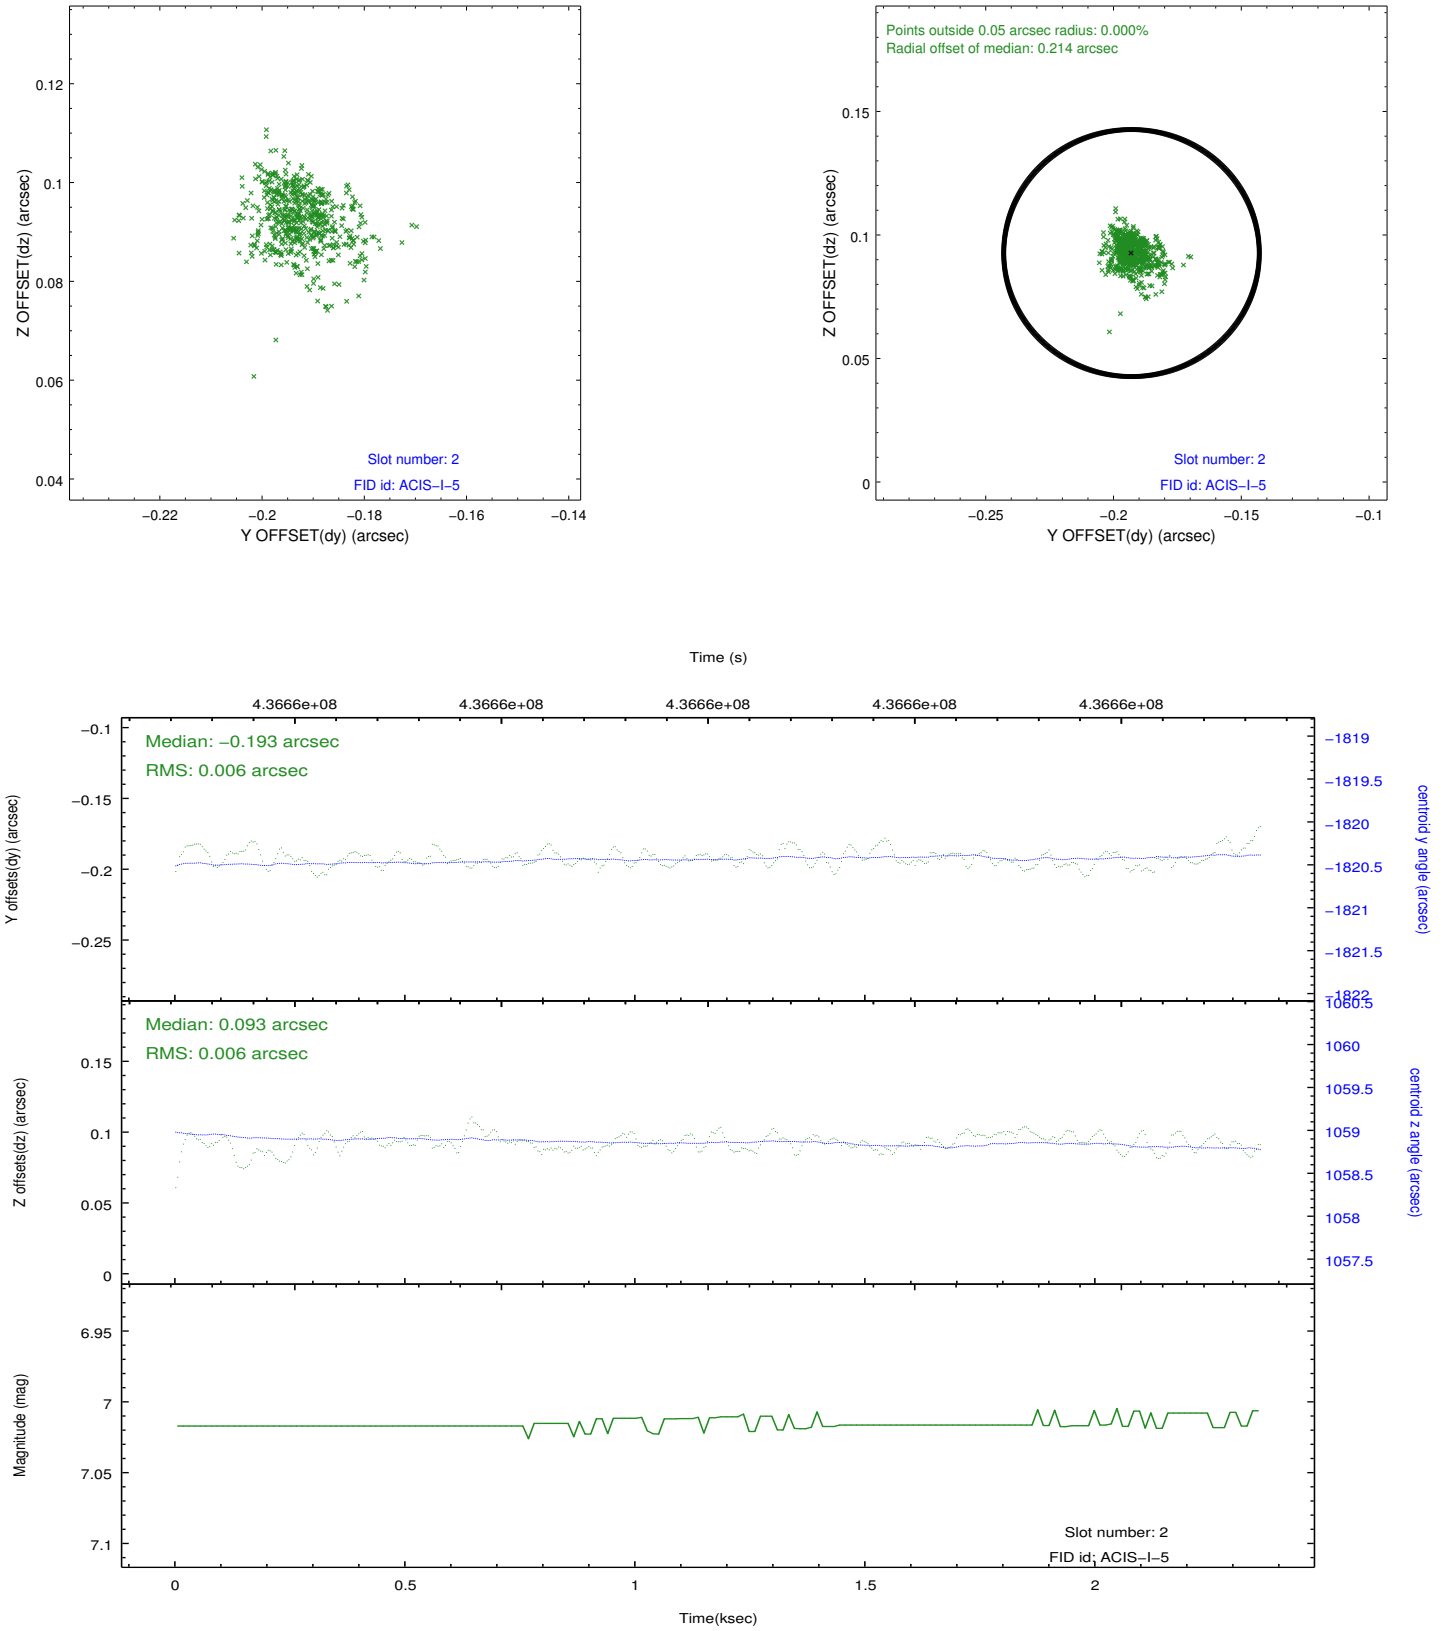 0.12
0.1
0.08
0.06
0.04
Z OFFSET(dz) (arcsec)
Slot number: 2
FID id: ACIS−I−5
−0.22
−0.2
−0.18
−0.16
−0.14
Y OFFSET(dy) (arcsec)
Points outside 0.05 arcsec radius: 0.000%
Radial offset of median: 0.214 arcsec
0.15
0.1
0.05
0
Z OFFSET(dz) (arcsec)
Slot number: 2
FID id: ACIS−I−5
−0.25
−0.2
−0.15
−0.1
Y OFFSET(dy) (arcsec)
Time (s)
4.3666e+08
4.3666e+08
4.3666e+08
4.3666e+08
4.3666e+08
Median: −0.193 arcsec
RMS: 0.006 arcsec
−0.1
−0.15
−0.2
−0.25
Y offsets(dy) (arcsec)
−1819
−1819.5
−1820
−1820.5
−1821
−1821.5
−1822
centroid y angle (arcsec)
Median: 0.093 arcsec
RMS: 0.006 arcsec
0.15
0.1
0.05
0
Z offsets(dz) (arcsec)
1060.5
1060
1059.5
1059
1058.5
1058
1057.5
centroid z angle (arcsec)
6.95
7
7.05
7.1
Magnitude (mag)
Slot number: 2
FID id: ACIS−I−5
0
0.5
1
1.5
2
Time(ksec)